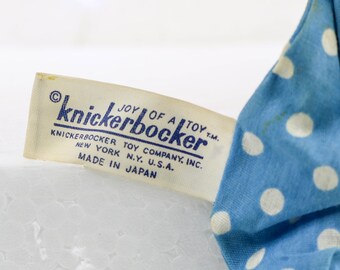 JOY OF A TOY T.M.
© knickerbocker
KNICKERBOCKER TOY COMPANY, INC.
NEW YORK N.Y. U.S.A.
MADE IN JAPAN